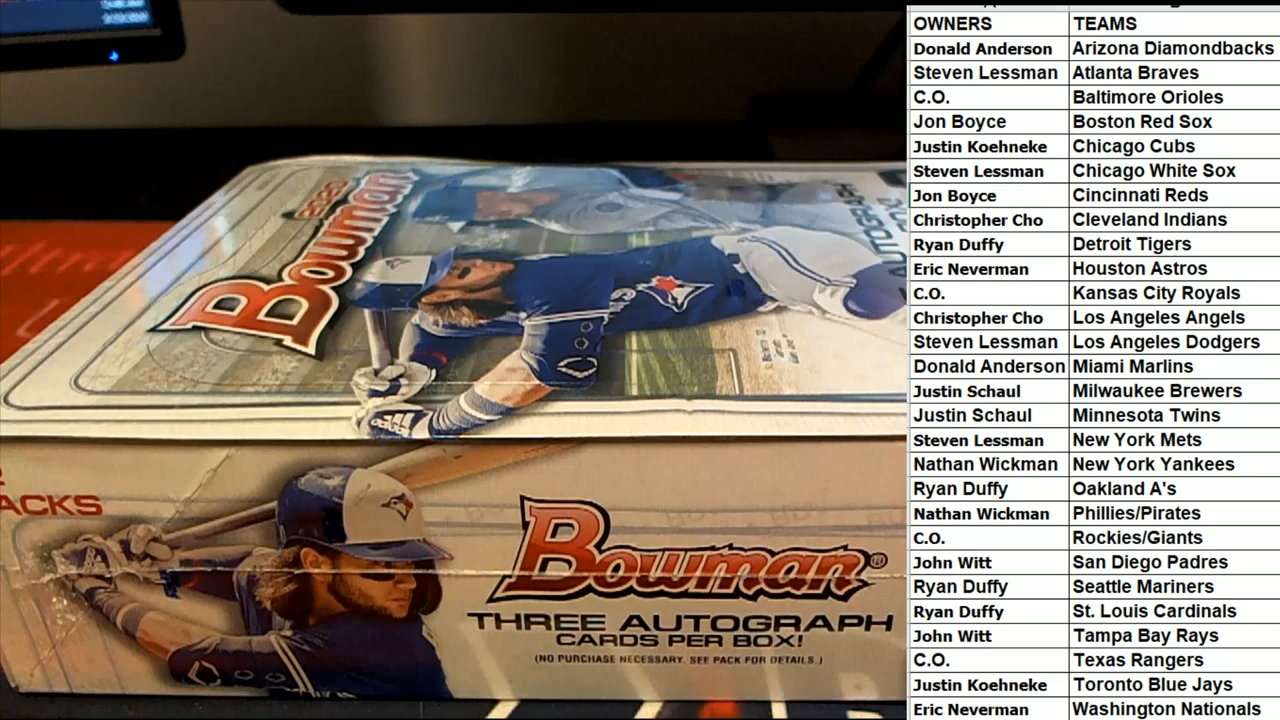 2020
Bowman
ACKS
Bowman®
THREE AUTOGRAPH
CARDS PER BOX!
(NO PURCHASE NECESSARY. SEE PACK FOR DETAILS.)
OWNERS TEAMS
Donald Anderson Arizona Diamondbacks
Steven Lessman Atlanta Braves
C.O. Baltimore Orioles
Jon Boyce Boston Red Sox
Justin Koehneke Chicago Cubs
Steven Lessman Chicago White Sox
Jon Boyce Cincinnati Reds
Christopher Cho Cleveland Indians
Ryan Duffy Detroit Tigers
Eric Neverman Houston Astros
C.O. Kansas City Royals
Christopher Cho Los Angeles Angels
Steven Lessman Los Angeles Dodgers
Donald Anderson Miami Marlins
Justin Schaul Milwaukee Brewers
Justin Schaul Minnesota Twins
Steven Lessman New York Mets
Nathan Wickman New York Yankees
Ryan Duffy Oakland A's
Nathan Wickman Phillies/Pirates
C.O. Rockies/Giants
John Witt San Diego Padres
Ryan Duffy Seattle Mariners
Ryan Duffy St. Louis Cardinals
John Witt Tampa Bay Rays
C.O. Texas Rangers
Justin Koehneke Toronto Blue Jays
Eric Neverman Washington Nationals